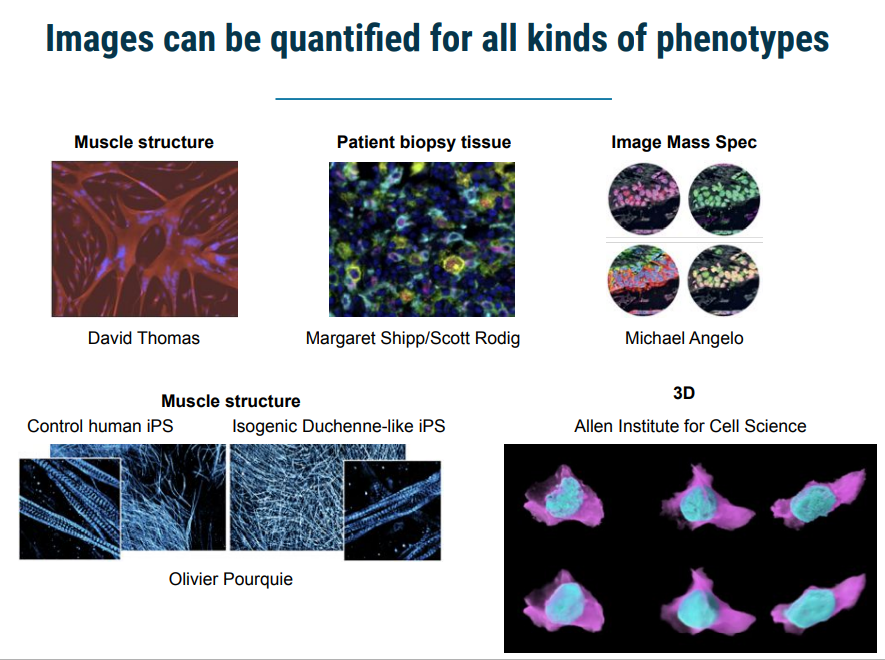 Images can be quantified for all kinds of phenotypes
Muscle structure
Patient biopsy tissue
Image Mass Spec
David Thomas
Margaret Shipp/Scott Rodig
Michael Angelo
Muscle structure
Control human iPS
Isogenic Duchenne-like iPS
Olivier Pourquie
3D
Allen Institute for Cell Science